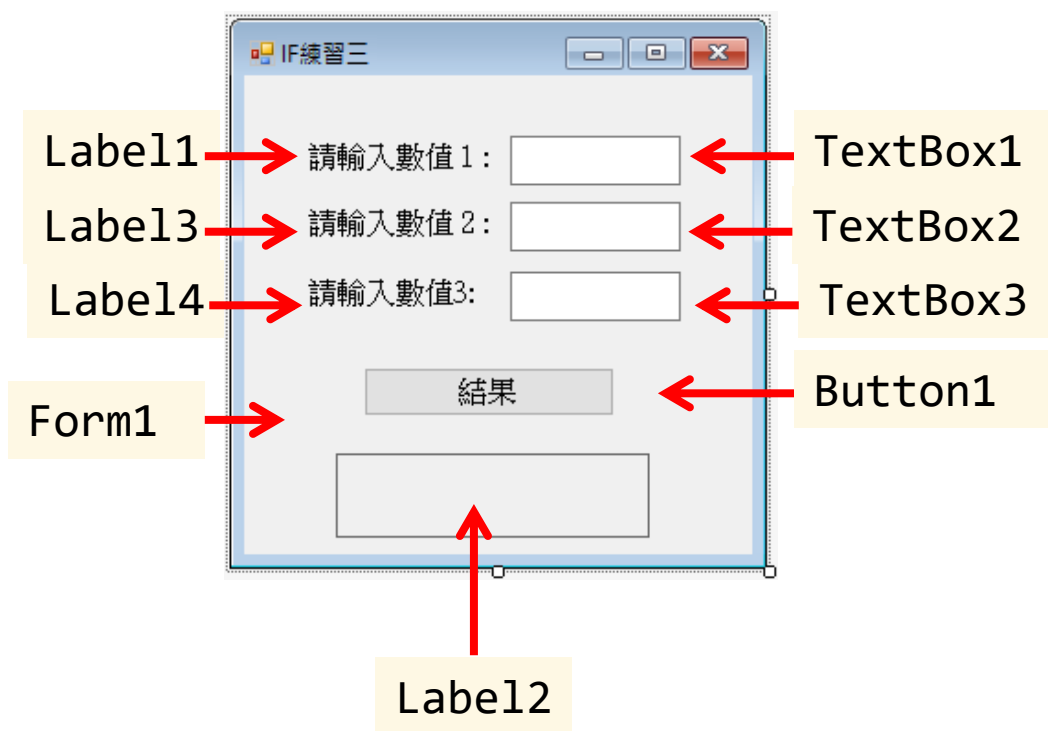 IF練習三
Label1
請輸入數值1:
TextBox1
Label3
請輸入數值2:
TextBox2
Label4
請輸入數值3:
TextBox3
Form1
結果
Button1
Label2